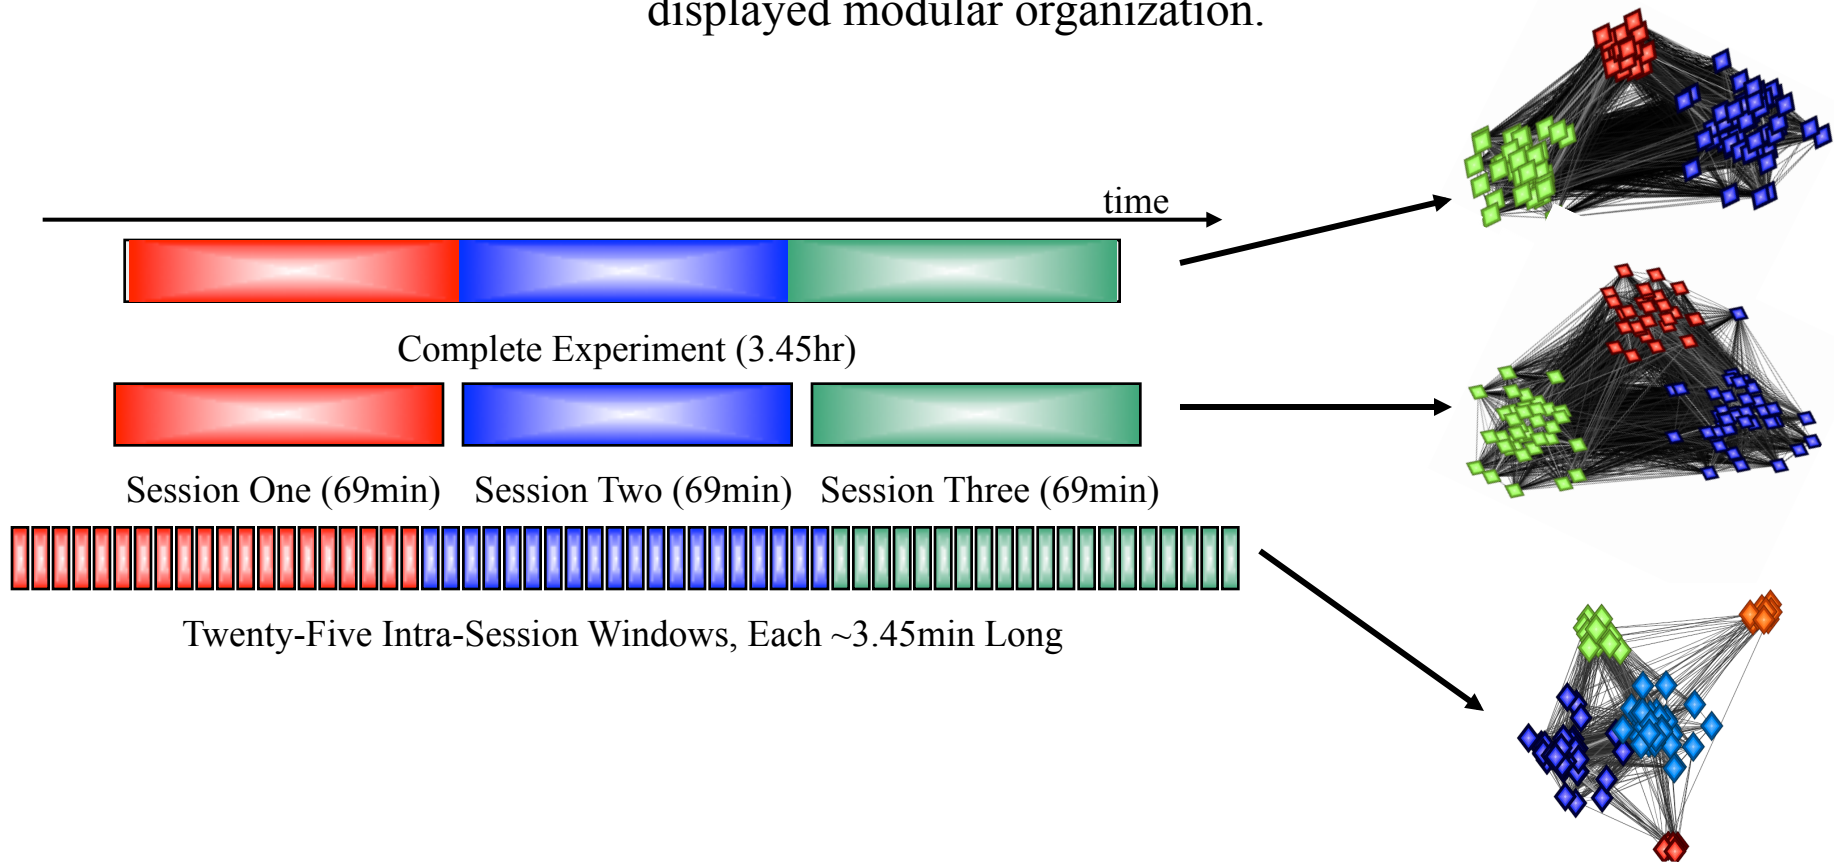 displayed modular organization.
time
Complete Experiment (3.45hr)
Session One (69min) Session Two (69min) Session Three (69min)
Twenty-Five Intra-Session Windows, Each ~3.45min Long